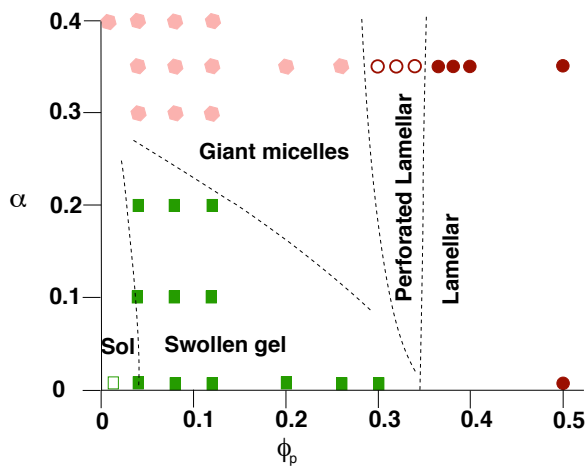 0.4
0.3
Giant micelles
α
0.2
Perforated Lamellar
Lamellar
0.1
Sol
Swollen gel
0
0
0.1
0.2
0.3
0.4
0.5
ϕp